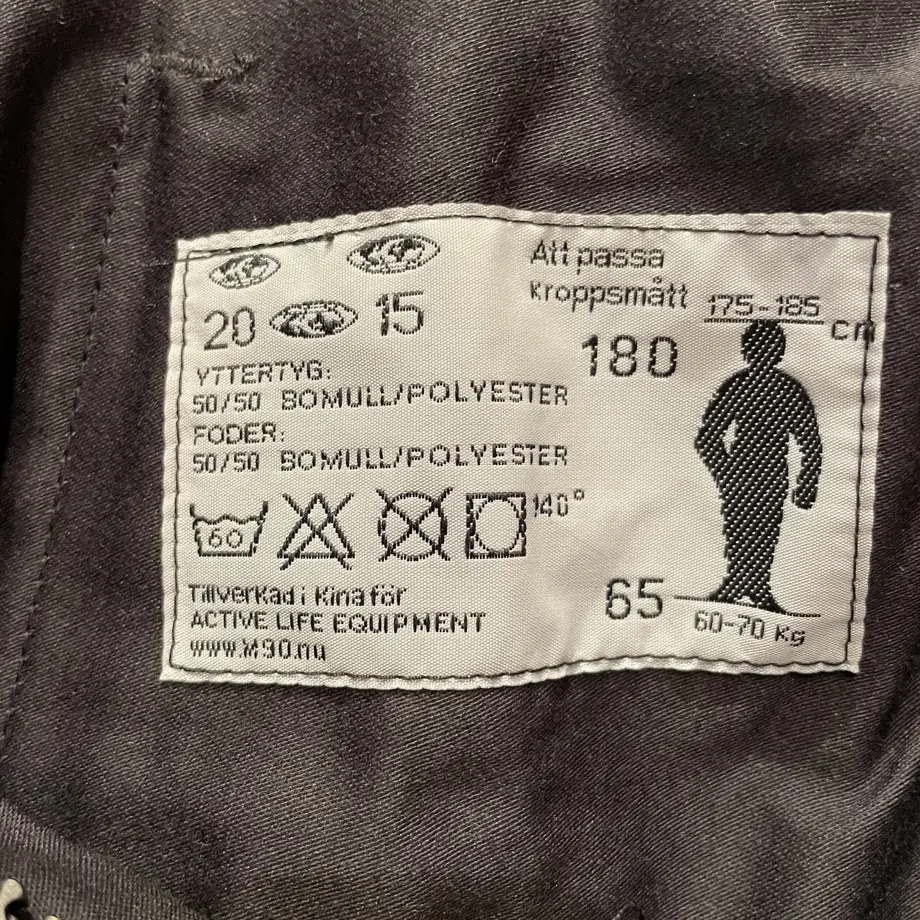 20 15
YTTERTYG:
50/50 BOMULL/POLYESTER
FODER:
50/50 BOMULL/POLYESTER
60
140°
Tillverkad i Kina för
ACTIVE LIFE EQUIPMENT
www.M90.nu
Att passa
kroppsmått
175-185
cm
180
65
60-70 kg